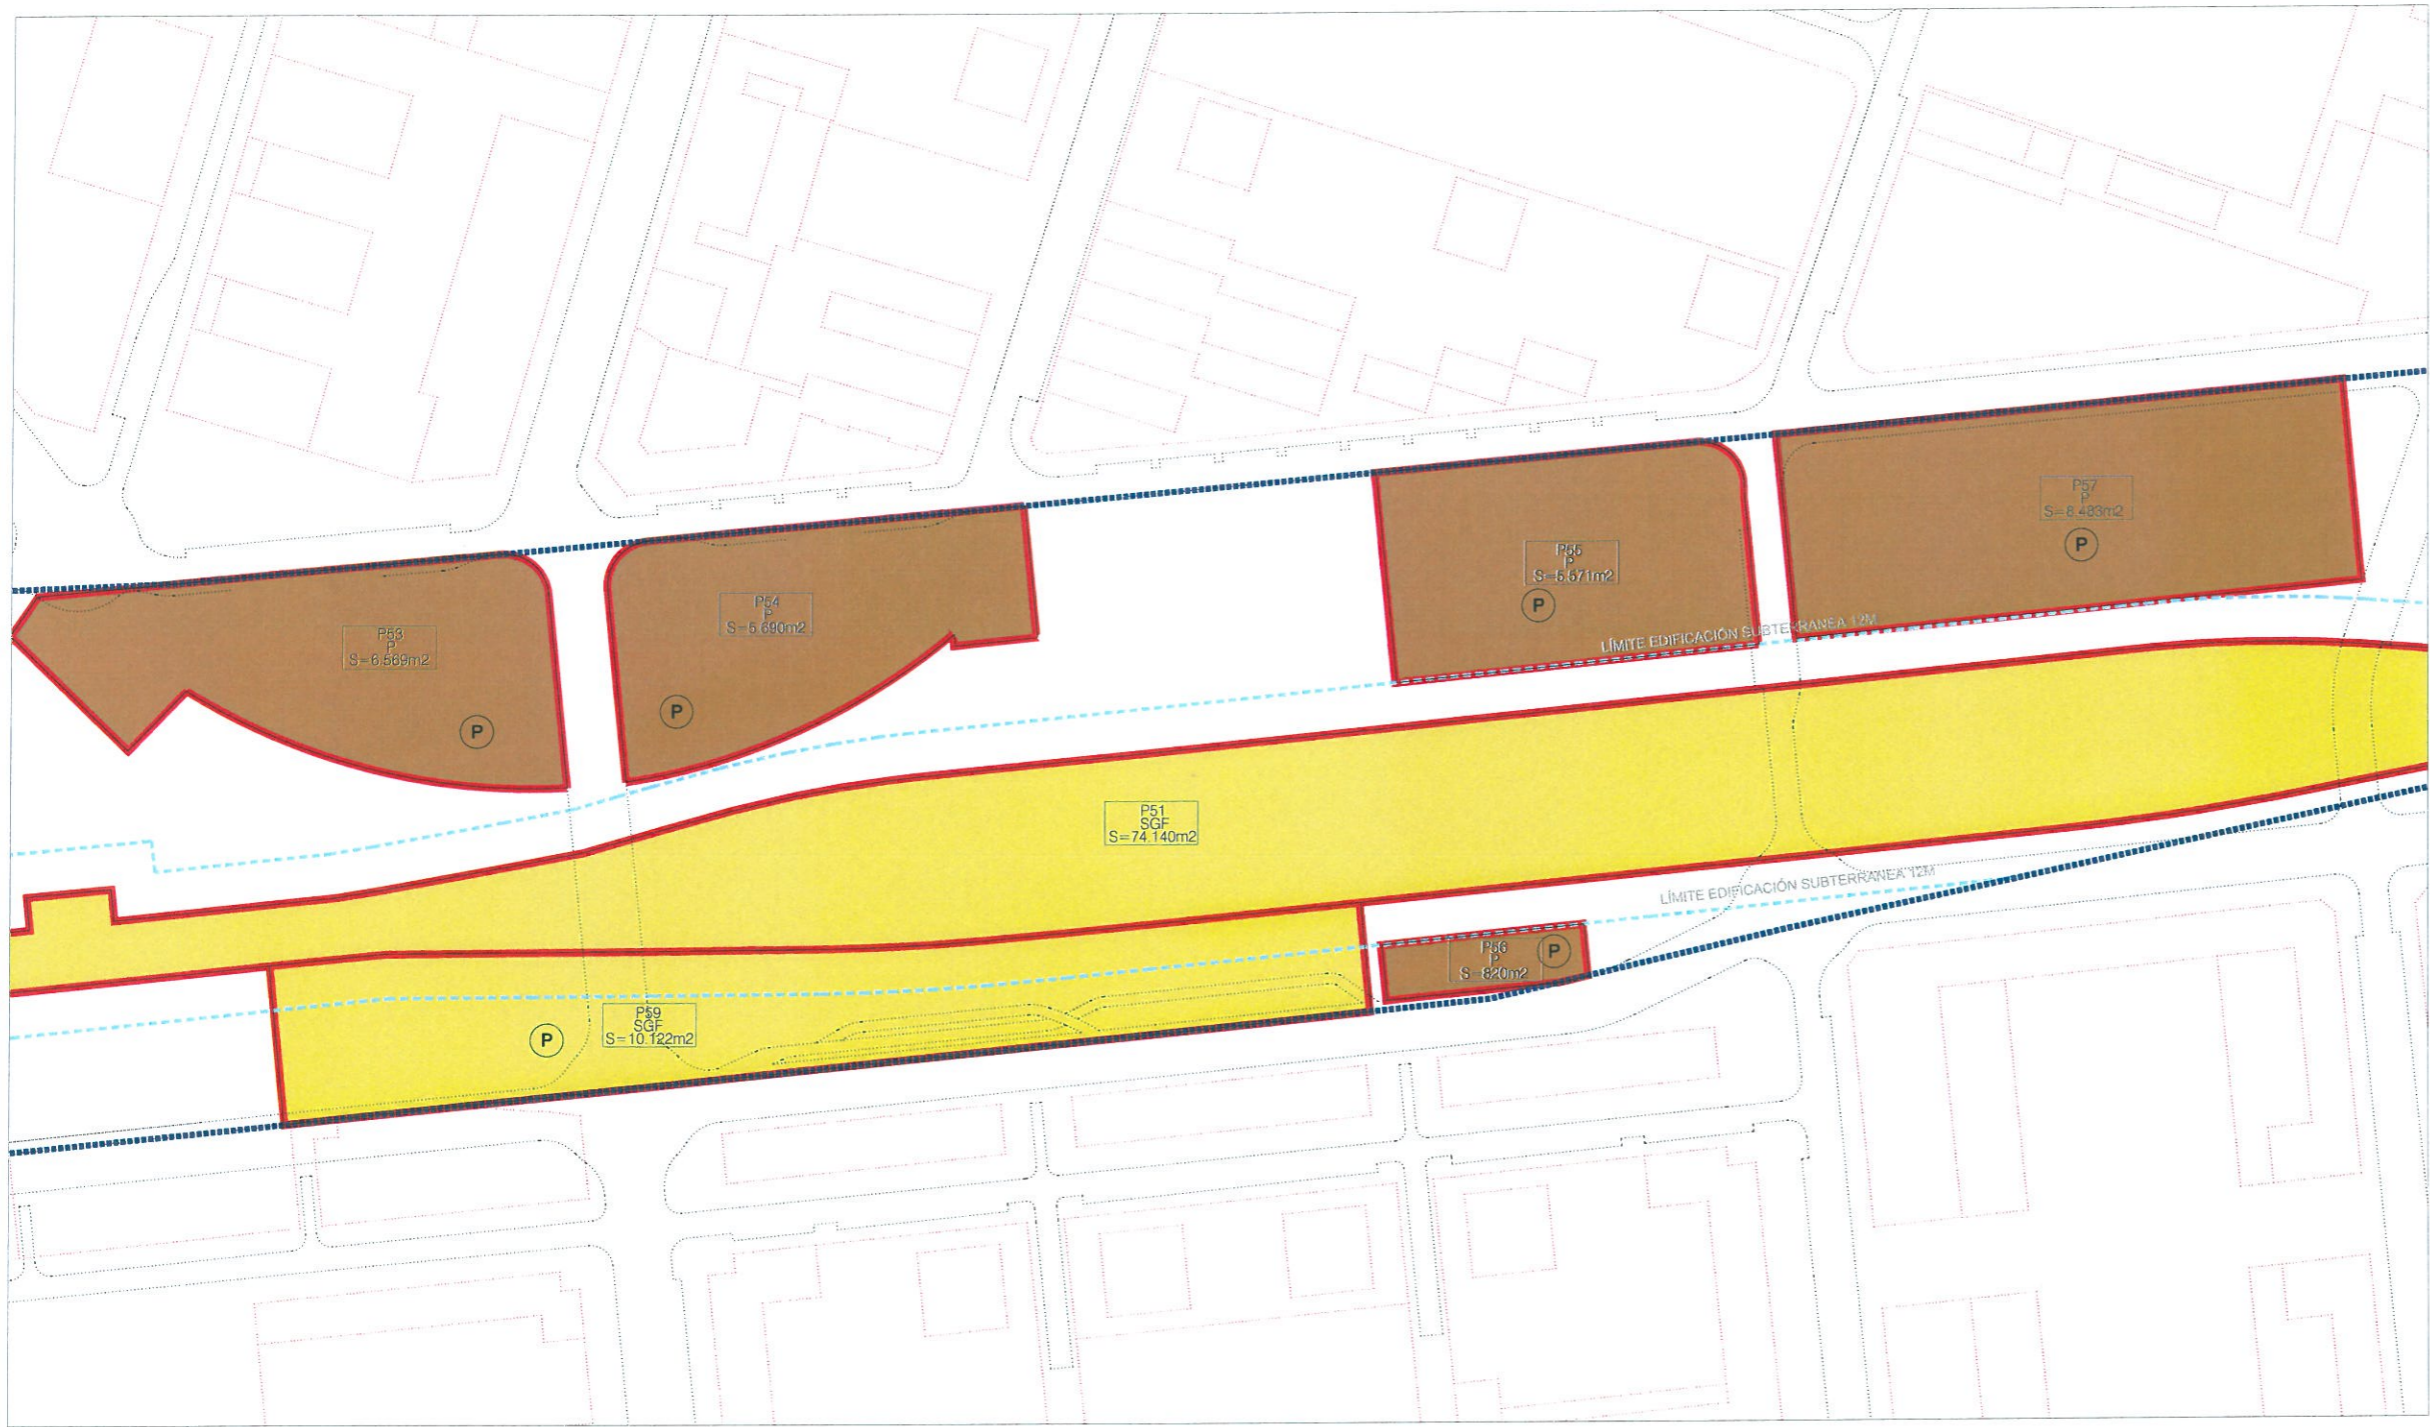 P57
P
S=8.483m2
P
P55
P
S=5.571m2
P
P54
P
S=5.690m2
P
P53
P
S=6.569m2
P
LÍMITE EDIFICACIÓN SUBTERRANEA 12M
P51
SGF
S=74.140m2
LÍMITE EDIFICACIÓN SUBTERRANEA 12M
P56
P
S=820m2
P
P59
SGF
S=10.122m2
P